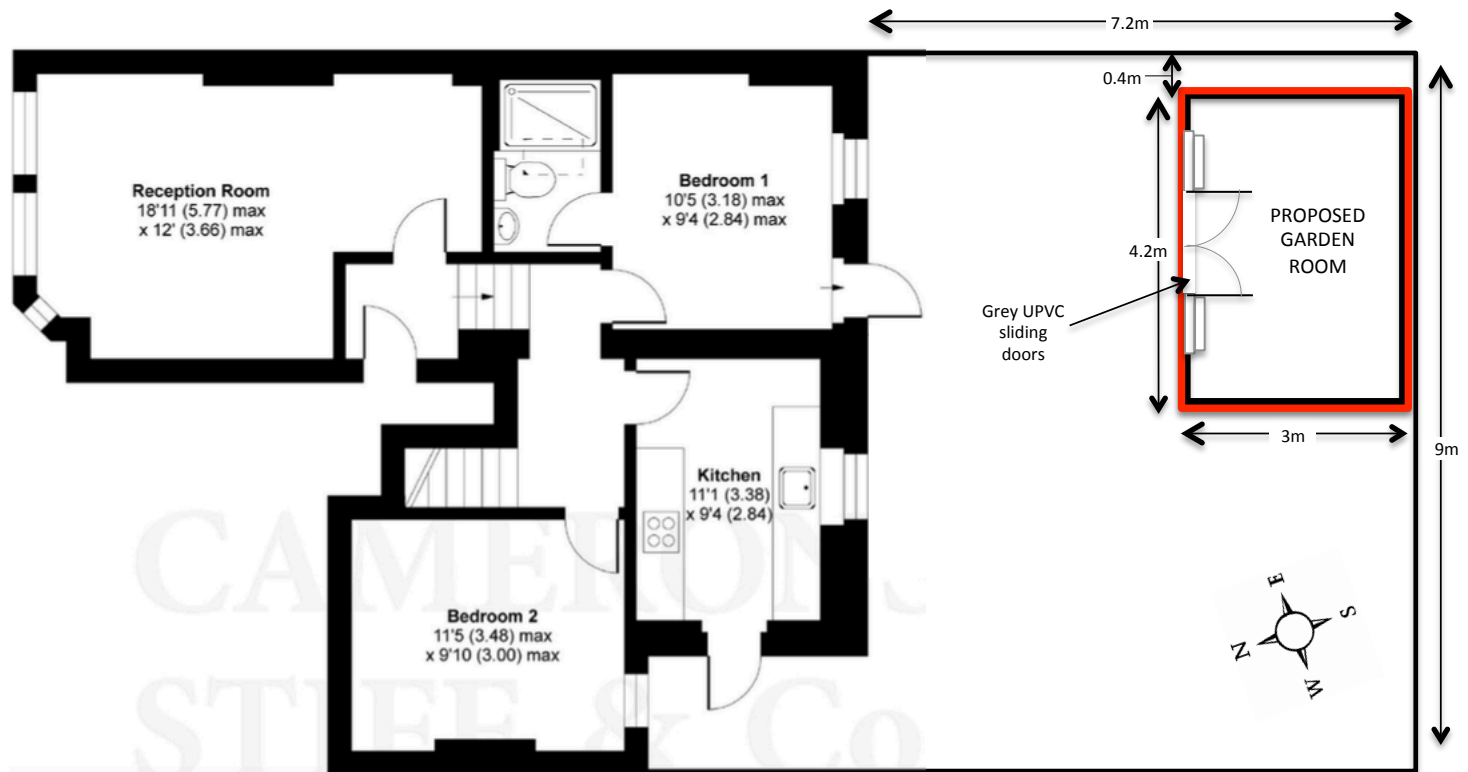 7.2m
0.4m
Reception Room
18'11 (5.77) max
x 12' (3.66) max
Bedroom 1
10'5 (3.18) max
x 9'4 (2.84) max
PROPOSED
GARDEN
ROOM
4.2m
Grey UPVC
sliding
doors
3m
9m
Kitchen
11'1 (3.38)
x 9'4 (2.84)
CAMERONS
Bedroom 2
11'5 (3.48) max
x 9'10 (3.00) max
STIFF & Co
E
S
N
W